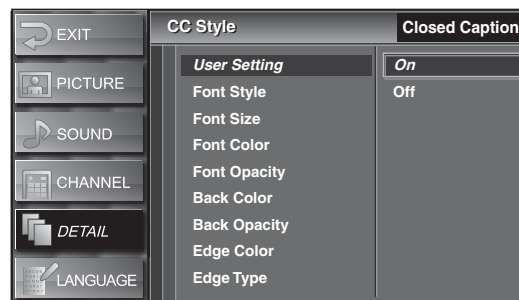 EXIT
PICTURE
SOUND
CHANNEL
DETAIL
LANGUAGE
CC Style
Closed Caption
User Setting
Font Style
Font Size
Font Color
Font Opacity
Back Color
Back Opacity
Edge Color
Edge Type
On
Off